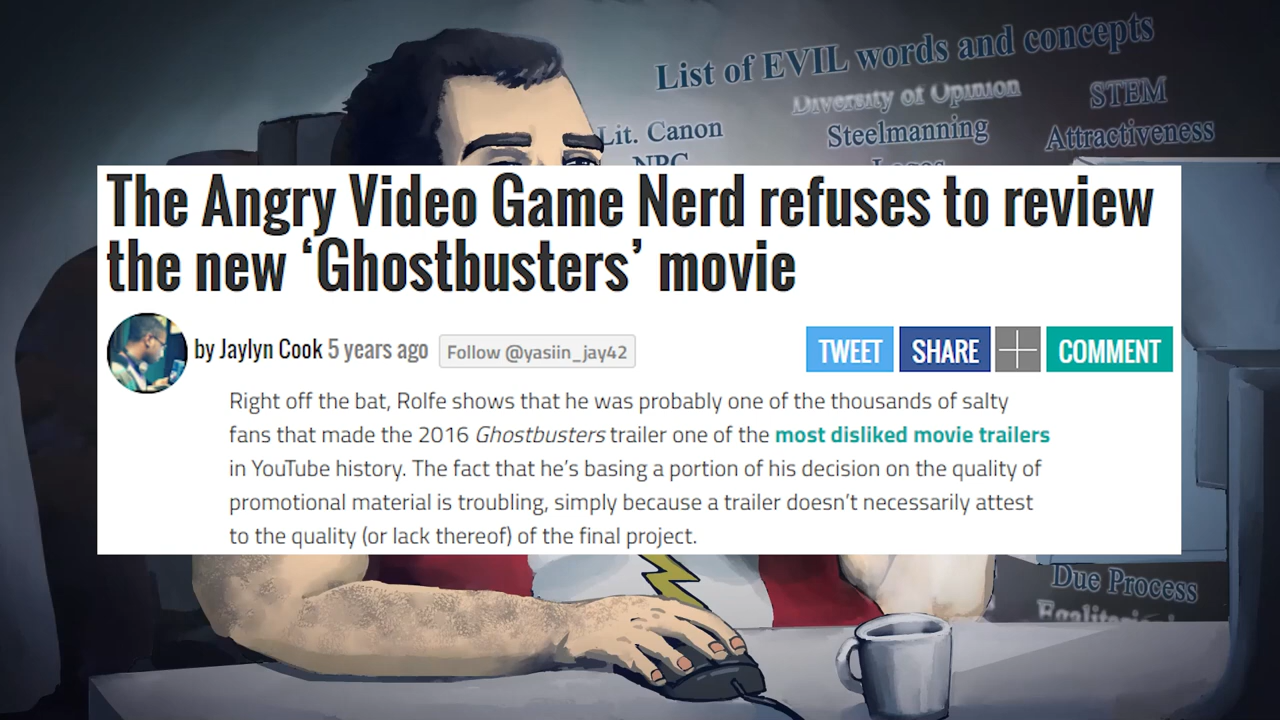 List of EVIL words and concepts
Diversity of Opinion
STEM
Lit. Canon
Steelmanning
Attractiveness
NPC
The Angry Video Game Nerd refuses to review
the new ‘Ghostbusters’ movie
by Jaylyn Cook 5 years ago
Follow @yasiin_jay42
TWEET
SHARE
COMMENT
Right off the bat, Rolfe shows that he was probably one of the thousands of salty
fans that made the 2016 Ghostbusters trailer one of the most disliked movie trailers
in YouTube history. The fact that he’s basing a portion of his decision on the quality of
promotional material is troubling, simply because a trailer doesn’t necessarily attest
to the quality (or lack thereof) of the final project.
Due Process